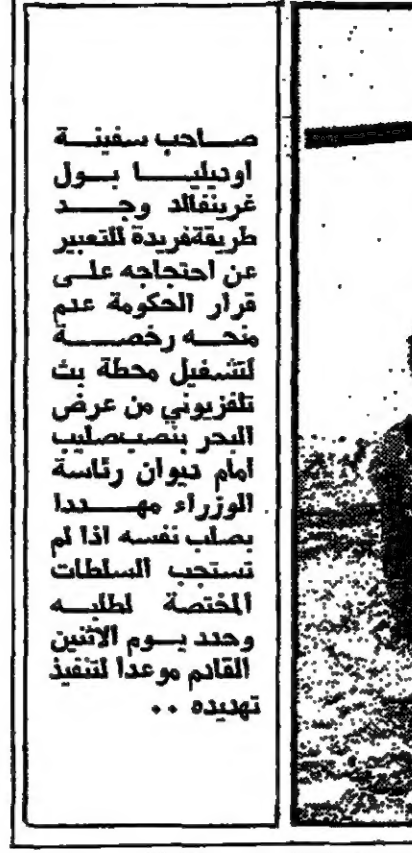 صاحب سفينة
اوديليا بول
غرينفالد وجد
طريقةفريدة للتعبير
عن احتجاجه على
قرار الحكومة عدم
منحه رخصة
لتشغيل محطة بث
تلفزيوني من عرض
البحر بنصبصليب
امام ديوان رئاسة
الوزراء مهددا
بصلب نفسه اذا لم
تستجب السلطات
المختصة لطلبه
وحدد يوم الاثنين
القادم موعدا لتنفيذ
تهديده ••